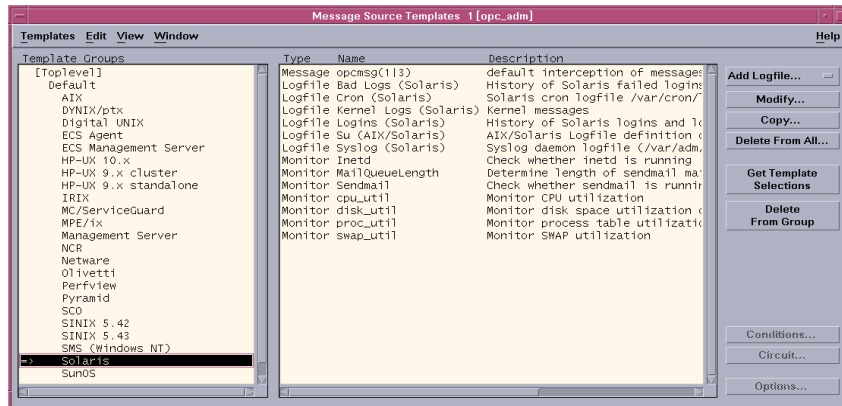 Message Source Templates 1 [opc_adm]
Templates Edit View Window Help
Template Groups
[Toplevel]
Default
AIX
DYNIX/ptx
Digital UNIX
ECS Agent
ECS Management Server
HP-UX 10.x
HP-UX 9.x cluster
HP-UX 9.x standalone
IRIX
MC/ServiceGuard
MPE/ix
Management Server
NCR
Netware
Olivetti
Perfview
Pyramid
SCO
SINIX 5.42
SINIX 5.43
SMS (Windows NT)
=> Solaris
SunOS
Type Name Description
Message opcmsg(1|3) default interception of messages
Logfile Bad Logs (Solaris) History of Solaris failed logins
Logfile Cron (Solaris) Solaris cron logfile /var/cron/
Logfile Kernel Logs (Solaris) Kernel messages
Logfile Logins (Solaris) History of Solaris logins and lo
Logfile Su (AIX/Solaris) AIX/Solaris Logfile definition
Logfile Syslog (Solaris) Syslog daemon logfile (/var/adm,
Monitor Inetd Check whether inetd is running
Monitor MailQueueLength Determine length of sendmail ma
Monitor Sendmail Check whether sendmail is runnin
Monitor cpu_util Monitor CPU utilization
Monitor disk_util Monitor disk space utilization
Monitor proc_util Monitor process table utilizatio
Monitor swap_util Monitor SWAP utilization
Add Logfile...
Modify...
Copy...
Delete From All...
Get Template
Selections
Delete
From Group
Conditions...
Circuit...
Options...